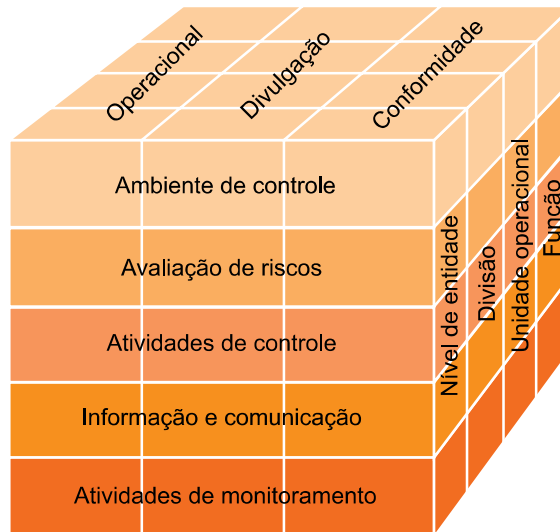 Operacional
Divulgação
Conformidade
Ambiente de controle
Avaliação de riscos
Atividades de controle
Informação e comunicação
Atividades de monitoramento
Nível de entidade
Divisão
Unidade operacional
Função